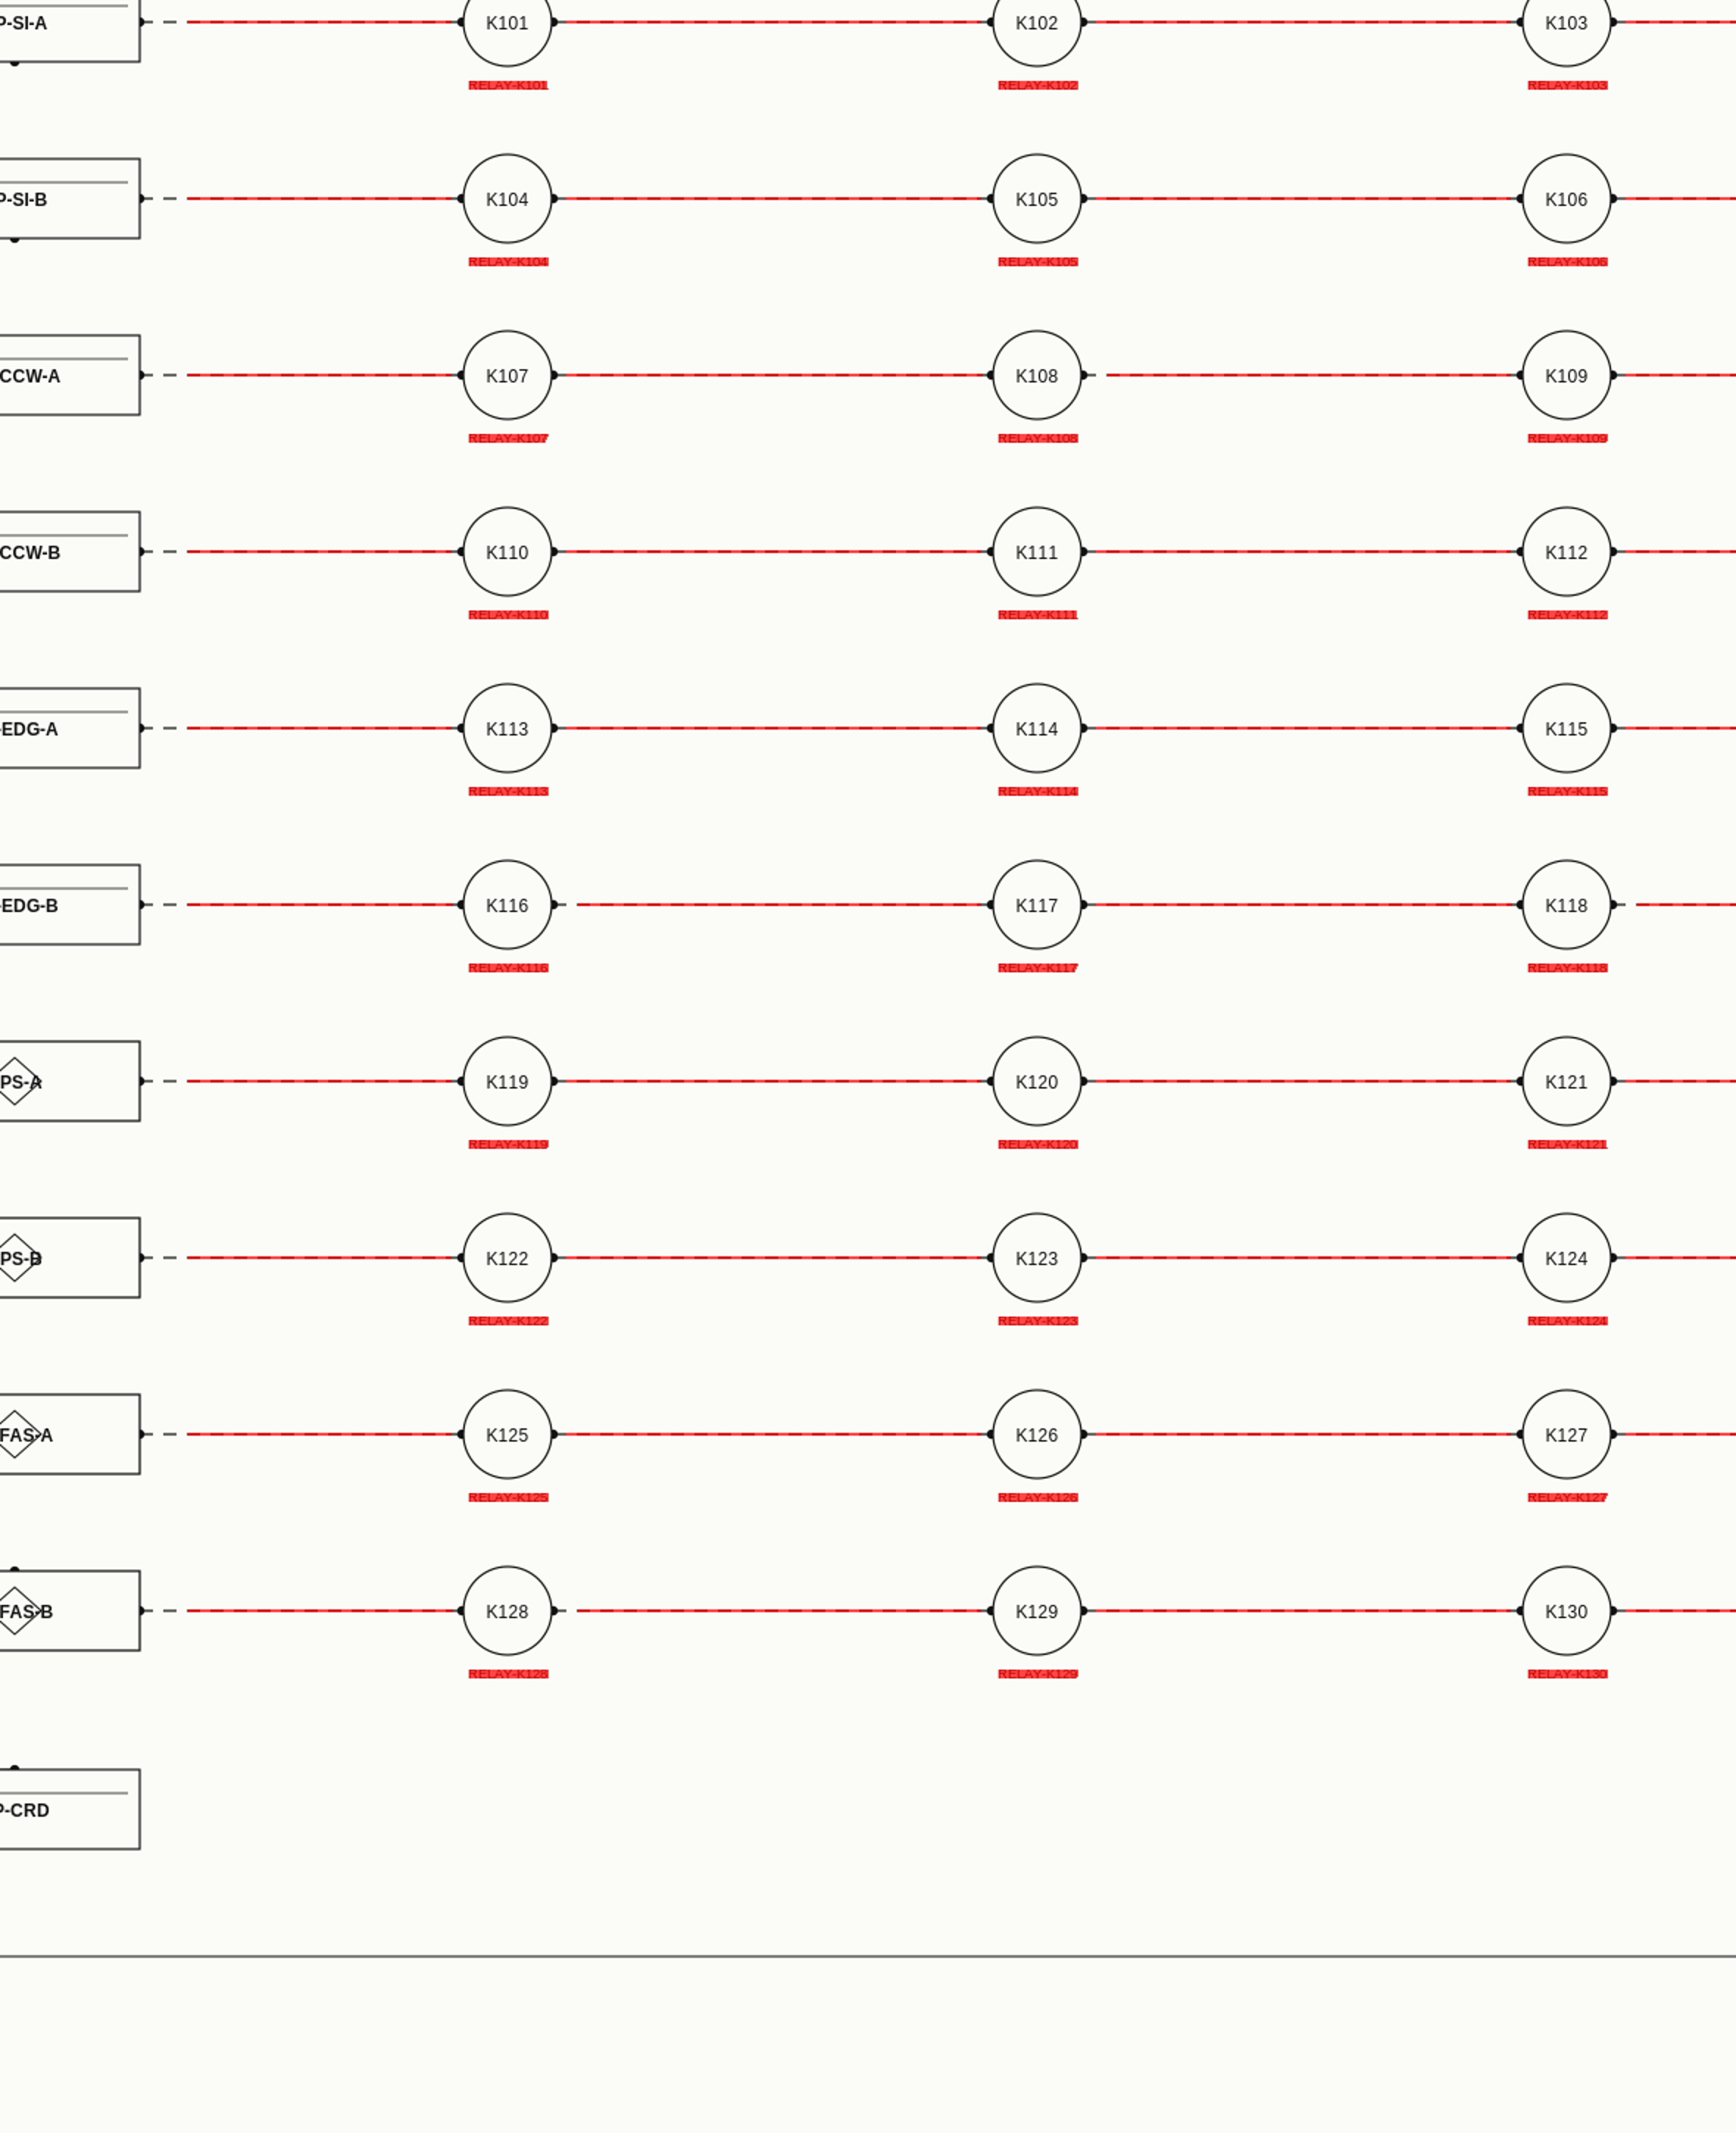 P-SI-A K101 K102 K103
RELAY-K101 RELAY-K102 RELAY-K103
P-SI-B K104 K105 K106
RELAY-K104 RELAY-K105 RELAY-K106
CCW-A K107 K108 K109
RELAY-K107 RELAY-K108 RELAY-K109
CCW-B K110 K111 K112
RELAY-K110 RELAY-K111 RELAY-K112
-EDG-A K113 K114 K115
RELAY-K113 RELAY-K114 RELAY-K115
-EDG-B K116 K117 K118
RELAY-K116 RELAY-K117 RELAY-K118
PS-A K119 K120 K121
RELAY-K119 RELAY-K120 RELAY-K121
PS-B K122 K123 K124
RELAY-K122 RELAY-K123 RELAY-K124
FAS-A K125 K126 K127
RELAY-K125 RELAY-K126 RELAY-K127
FAS-B K128 K129 K130
RELAY-K128 RELAY-K129 RELAY-K130
P-CRD